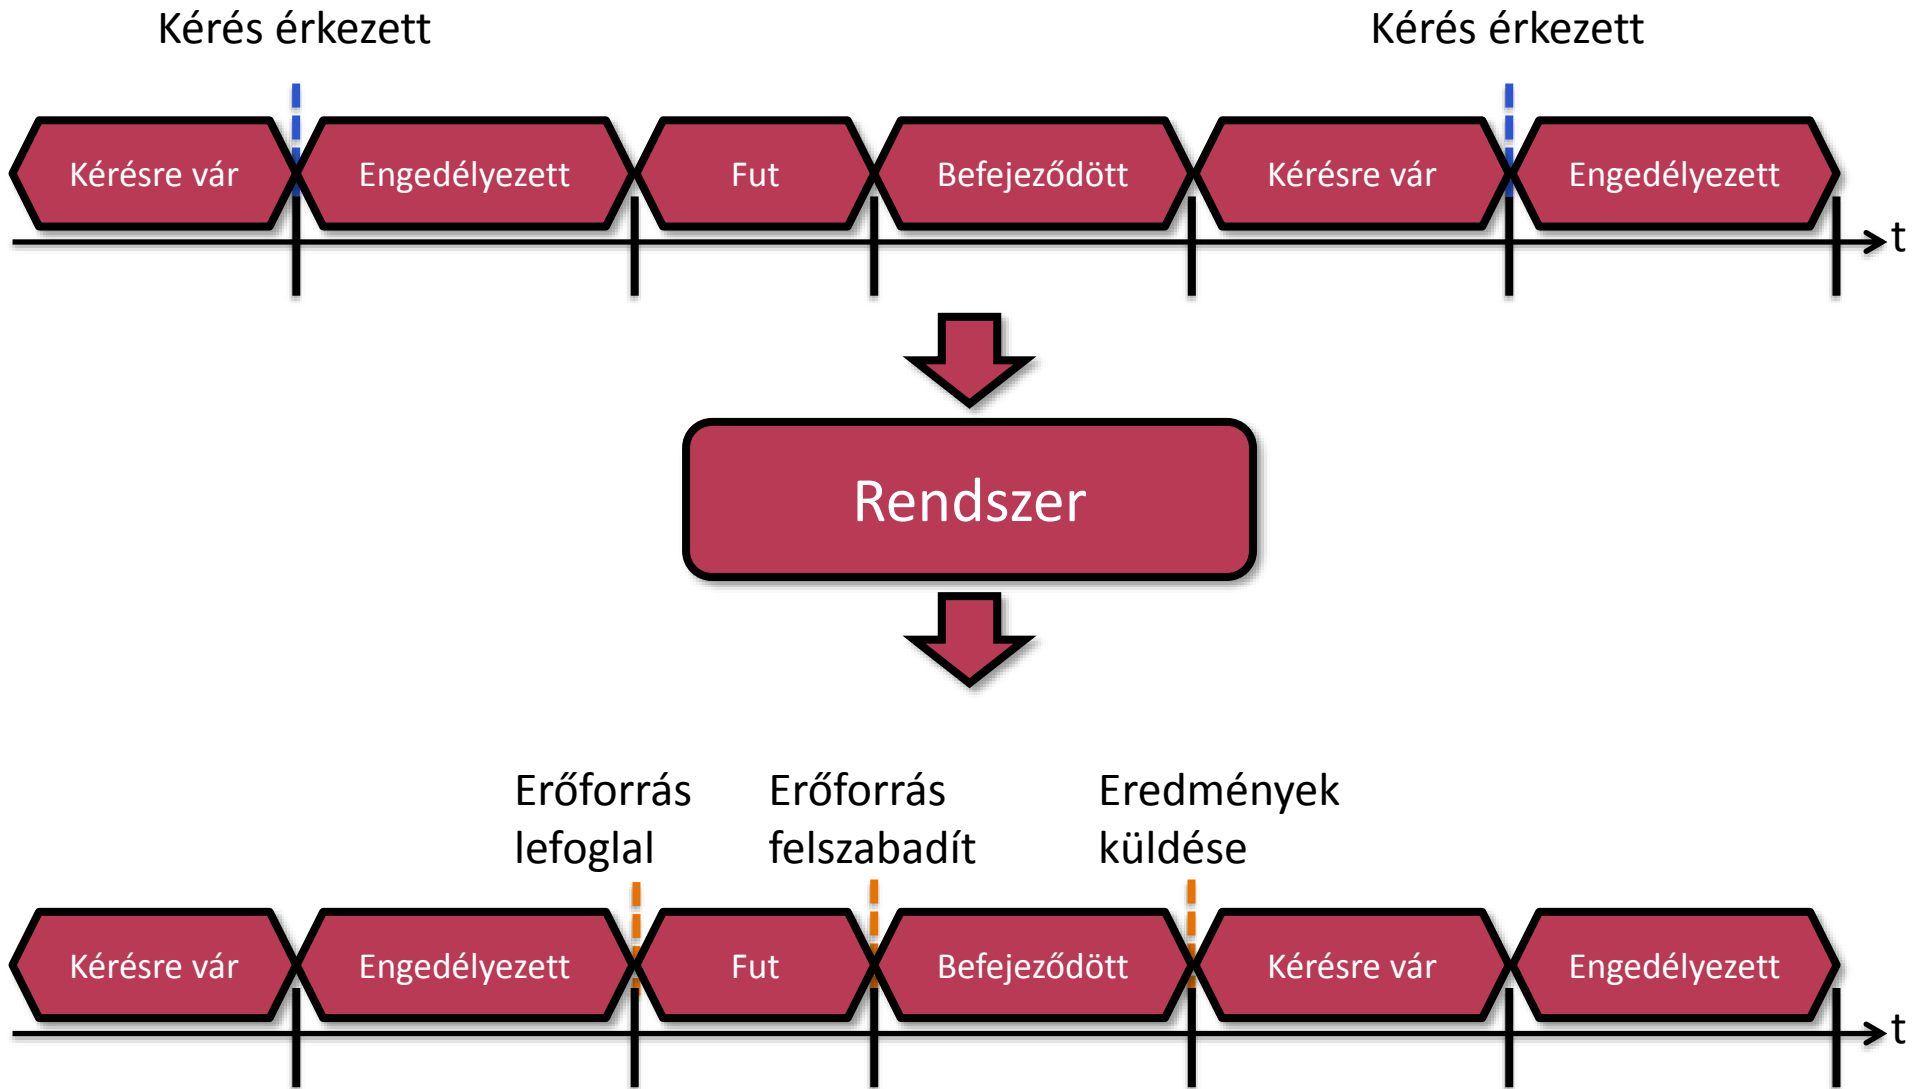 Kérés érkezett
Kérés érkezett
Kérésre vár
Engedélyezett
Fut
Befejeződött
Kérésre vár
Engedélyezett
t
Rendszer
Erőforrás
lefoglal
Erőforrás
felszabadít
Eredmények
küldése
Kérésre vár
Engedélyezett
Fut
Befejeződött
Kérésre vár
Engedélyezett
t